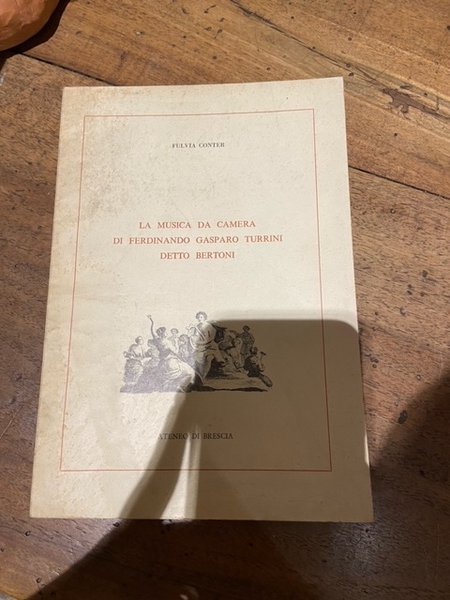 FULVIA CONTER
LA MUSICA DA CAMERA
DI FERDINANDO GASPARO TURRINI
DETTO BERTONI
ATENEO DI BRESCIA